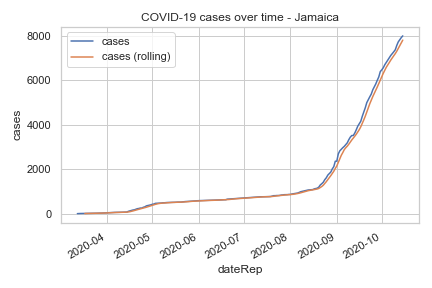 COVID-19 cases over time - Jamaica
cases
cases (rolling)
8000
6000
4000
2000
0
cases
2020-04
2020-05
2020-06
2020-07
2020-08
2020-09
2020-10
dateRep